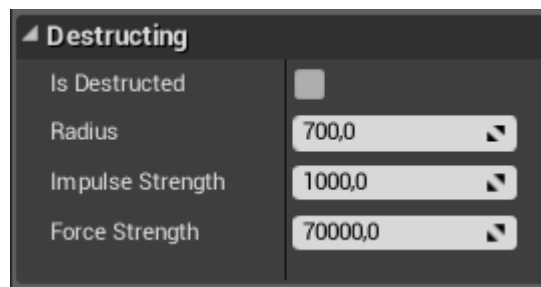 Destructing
Is Destructed
Radius 700,0
Impulse Strength 1000,0
Force Strength 70000,0